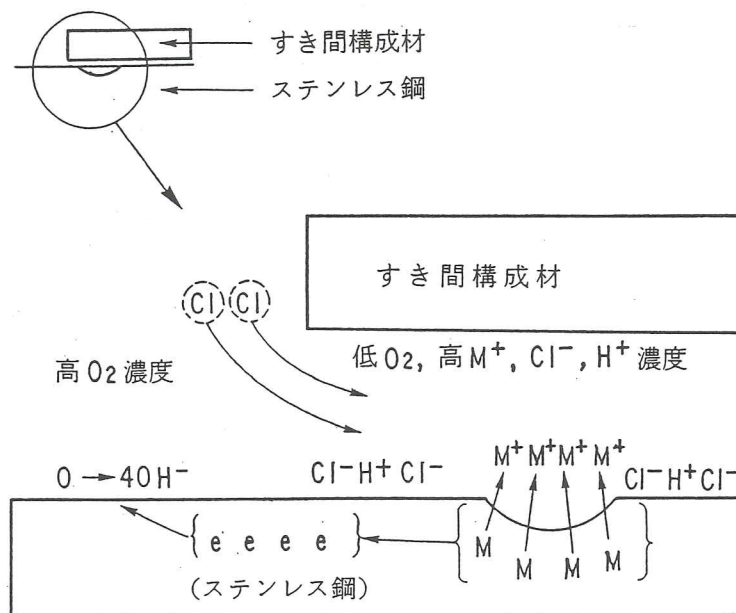 すき間構成材
ステンレス鋼
すき間構成材
Cl Cl
低O₂, 高M⁺, Cl⁻, H⁺ 濃度
高O₂濃度
M⁺ M⁺ M⁺ M⁺
O → 4OH⁻
Cl⁻H⁺Cl⁻
Cl⁻H⁺Cl⁻
{e e e e}
M M M M
(ステンレス鋼)